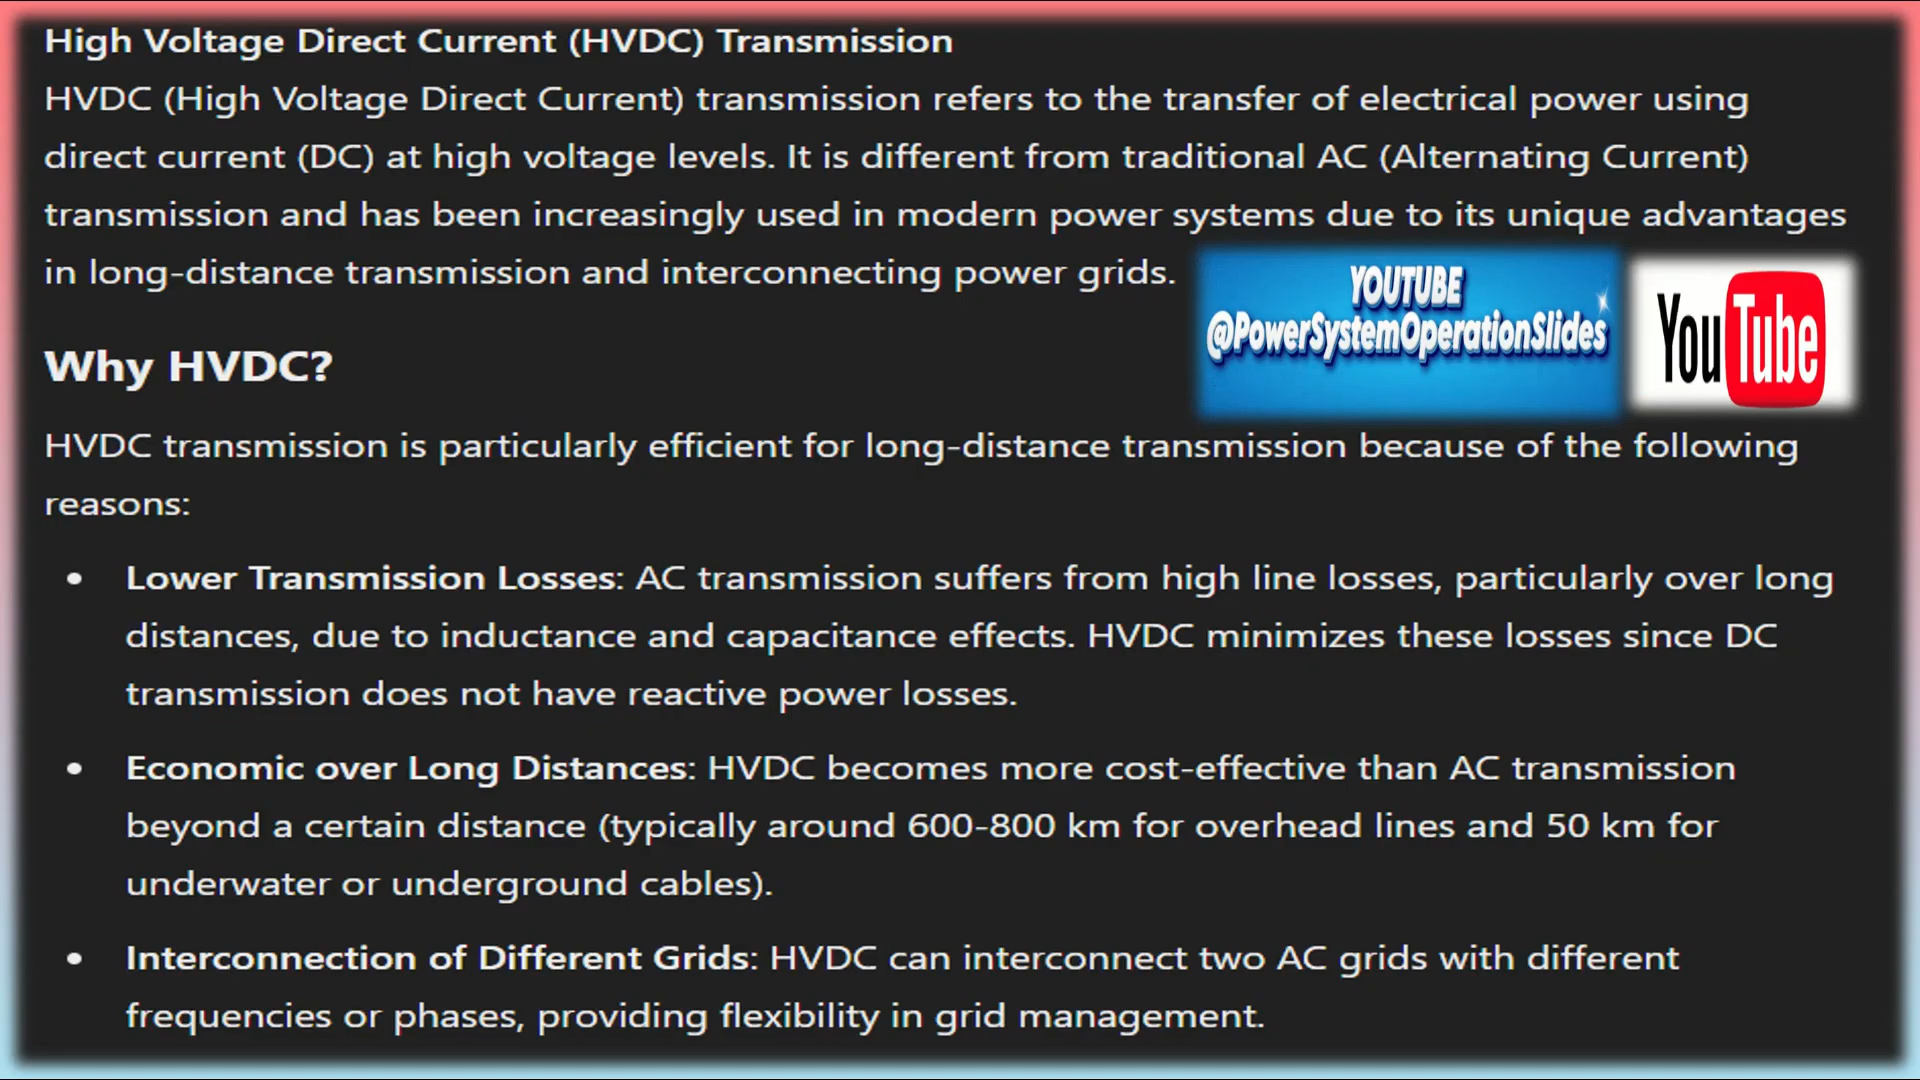 High Voltage Direct Current (HVDC) Transmission
HVDC (High Voltage Direct Current) transmission refers to the transfer of electrical power using
direct current (DC) at high voltage levels. It is different from traditional AC (Alternating Current)
transmission and has been increasingly used in modern power systems due to its unique advantages
in long-distance transmission and interconnecting power grids.
YOUTUBE
@PowerSystemOperationSlides
YouTube
Why HVDC?
HVDC transmission is particularly efficient for long-distance transmission because of the following
reasons:
• Lower Transmission Losses: AC transmission suffers from high line losses, particularly over long
distances, due to inductance and capacitance effects. HVDC minimizes these losses since DC
transmission does not have reactive power losses.
• Economic over Long Distances: HVDC becomes more cost-effective than AC transmission
beyond a certain distance (typically around 600-800 km for overhead lines and 50 km for
underwater or underground cables).
• Interconnection of Different Grids: HVDC can interconnect two AC grids with different
frequencies or phases, providing flexibility in grid management.